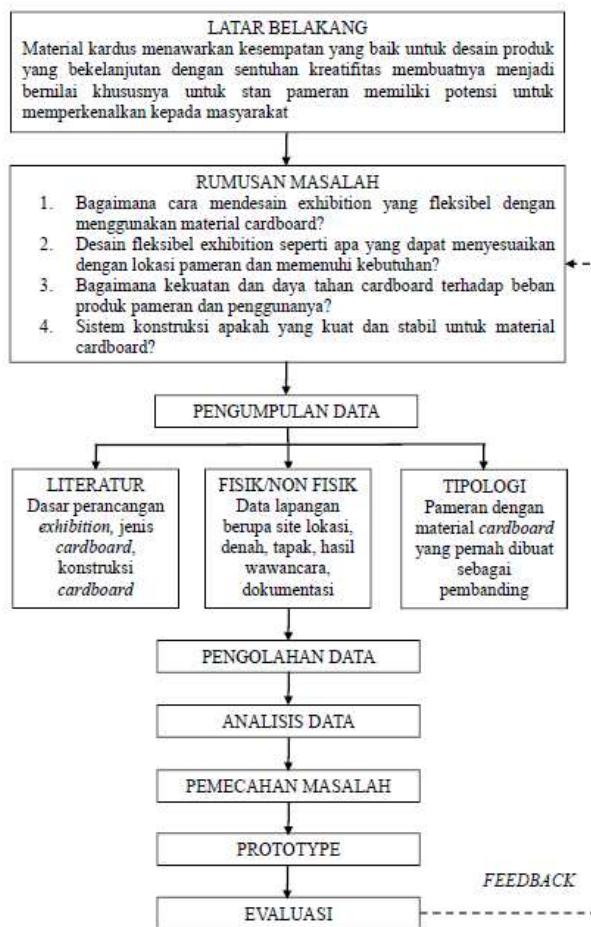 LATAR BELAKANG
Material kardus menawarkan kesempatan yang baik untuk desain produk
yang bekelanjutan dengan sentuhan kreatifitas membuatnya menjadi
bernilai khususnya untuk stan pameran memiliki potensi untuk
memperkenalkan kepada masyarakat
RUMUSAN MASALAH
1. Bagaimana cara mendesain exhibition yang fleksibel dengan
menggunakan material cardboard?
2. Desain fleksibel exhibition seperti apa yang dapat menyesuaikan
dengan lokasi pameran dan memenuhi kebutuhan?
3. Bagaimana kekuatan dan daya tahan cardboard terhadap beban
produk pameran dan penggunanya?
4. Sistem konstruksi apakah yang kuat dan stabil untuk material
cardboard?
PENGUMPULAN DATA
LITERATUR
Dasar perancangan
exhibition, jenis
cardboard,
konstruksi
cardboard
FISIK/NON FISIK
Data lapangan
berupa site lokasi,
denah, tapak, hasil
wawancara,
dokumentasi
TIPOLOGI
Pameran dengan
material cardboard
yang pernah dibuat
sebagai
pembanding
PENGOLAHAN DATA
ANALISIS DATA
PEMECAHAN MASALAH
PROTOTYPE
FEEDBACK
EVALUASI